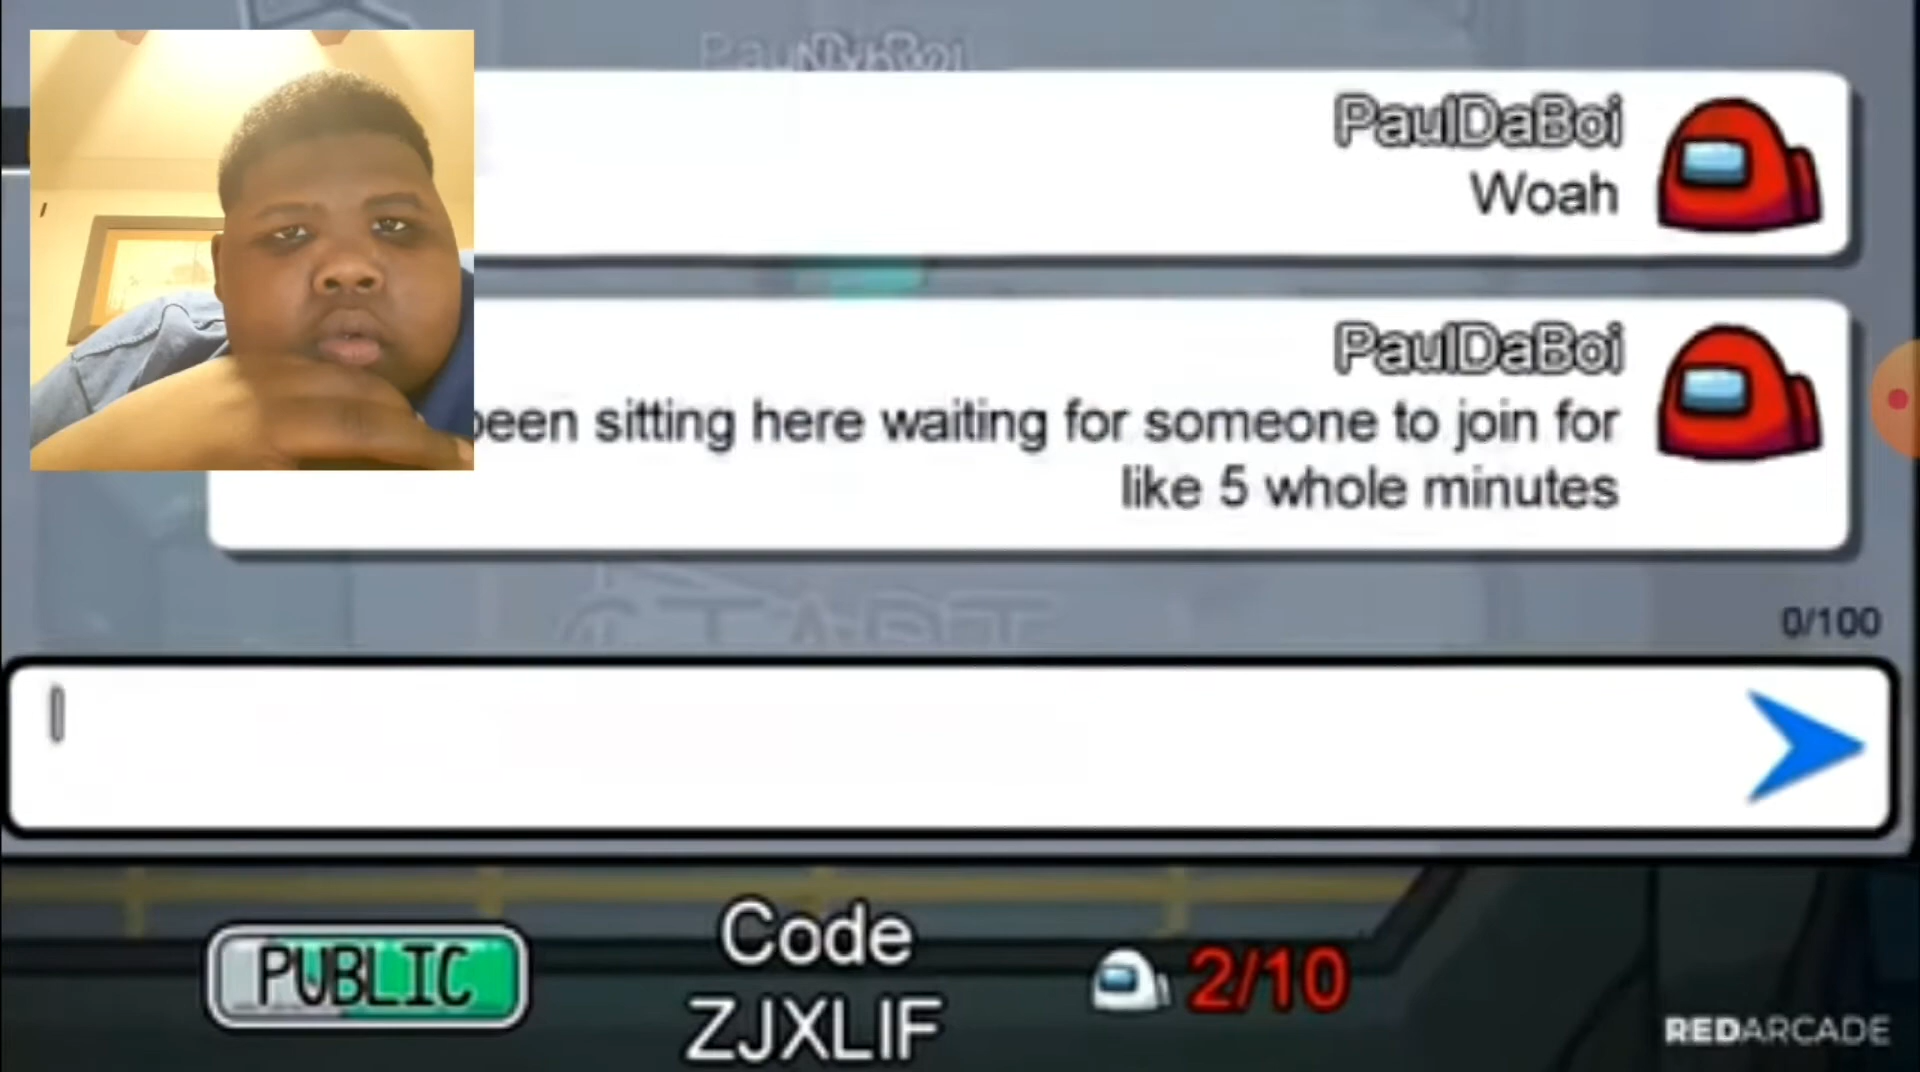 PaulDaBoi
Woah
PaulDaBoi
been sitting here waiting for someone to join for
like 5 whole minutes
0/100
PUBLIC
Code
ZJXLIF
2/10
REDARCADE